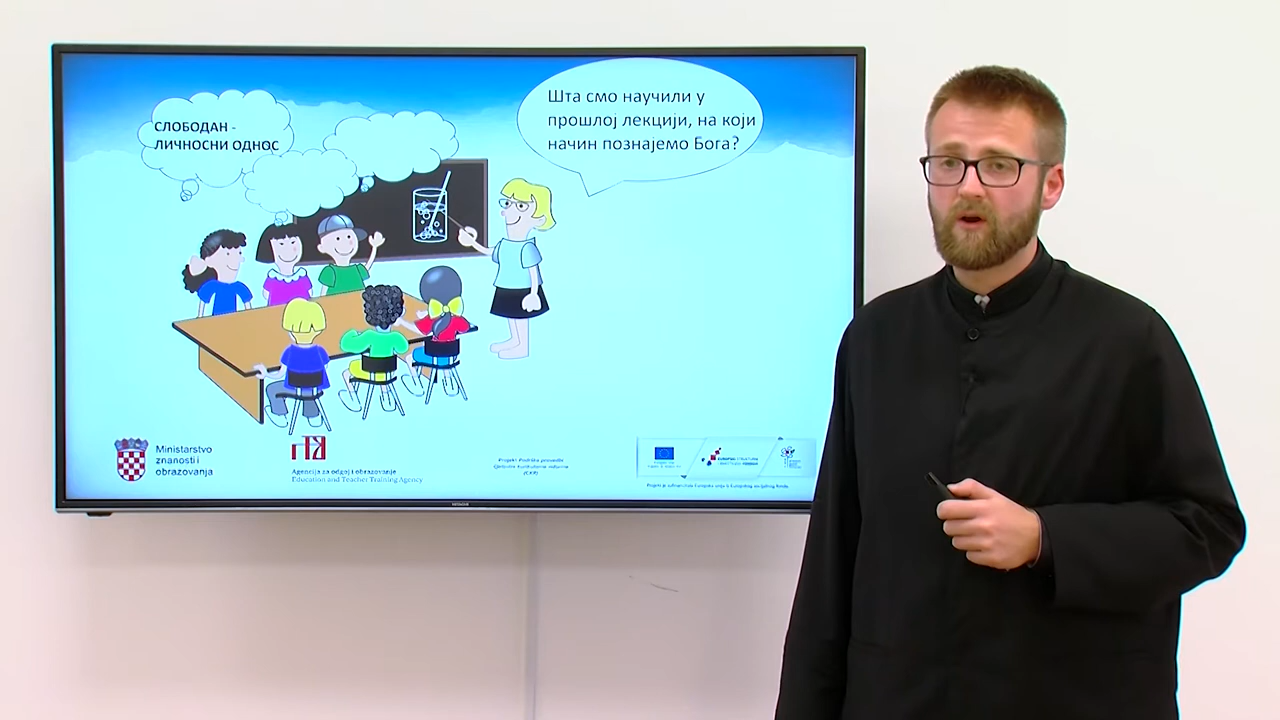 Шта смо научили у
прошлој лекцији, на који
начин познајемо Бога?
СЛОБОДАН -
ЛИЧНОСНИ ОДНОС
Ministarstvo
znanosti i
obrazovanja
Agencija za odgoj i obrazovanje
Education and Teacher Training Agency
HITACHI